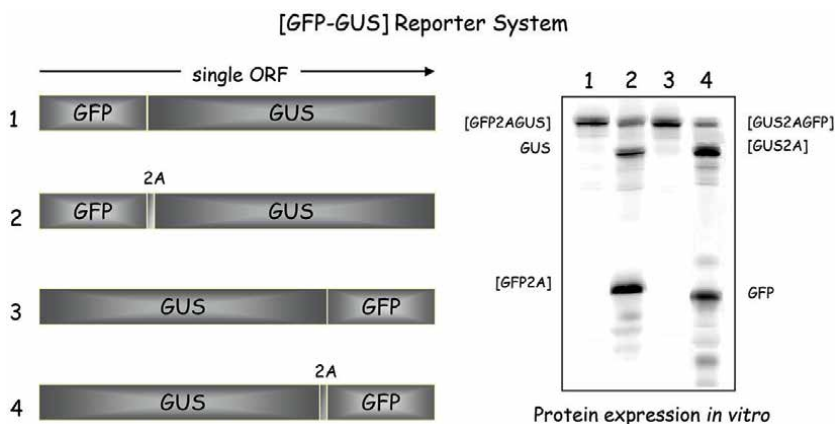 [GFP-GUS] Reporter System
single ORF
1 GFP GUS
2A
2 GFP GUS
3 GUS GFP
2A
4 GUS GFP
1 2 3 4
[GFP2AGUS] [GUS2AGFP]
GUS [GUS2A]
[GFP2A] GFP
Protein expression in vitro